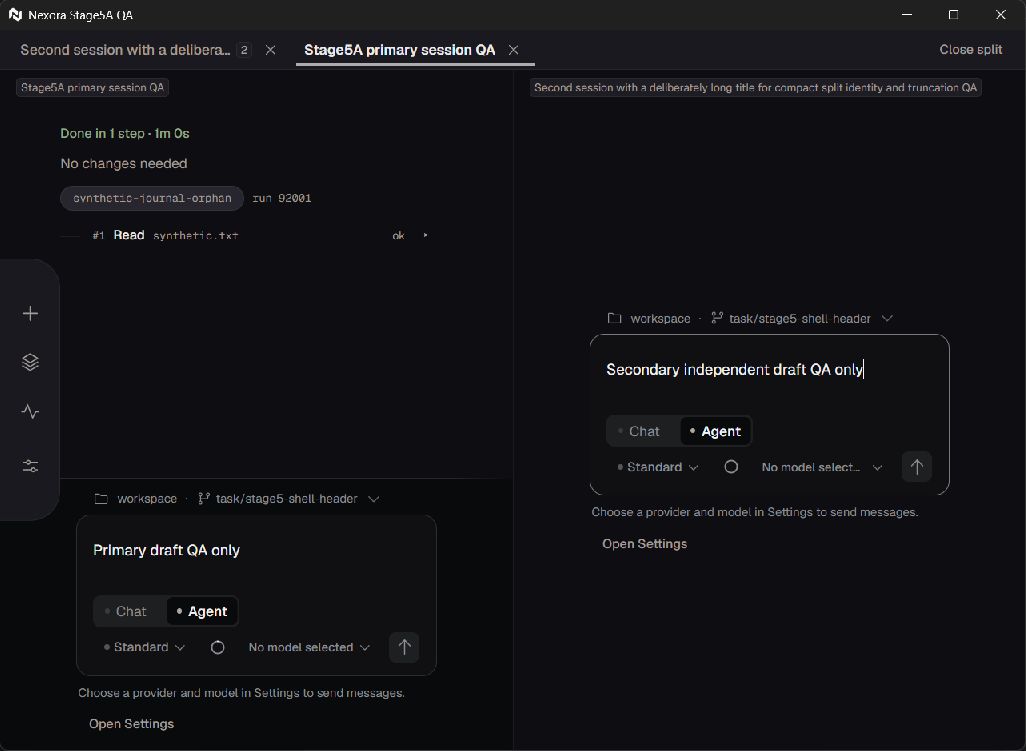 Nexora Stage5A QA
Second session with a delibera... 2
Stage5A primary session QA
Close split
Stage5A primary session QA
Done in 1 step · 1m 0s
No changes needed
synthetic-journal-orphan run 92001
#1 Read synthetic.txt ok
workspace · task/stage5-shell-header
Primary draft QA only
Chat Agent
Standard No model selected
Choose a provider and model in Settings to send messages.
Open Settings
Second session with a deliberately long title for compact split identity and truncation QA
workspace · task/stage5-shell-header
Secondary independent draft QA only
Chat Agent
Standard No model select...
Choose a provider and model in Settings to send messages.
Open Settings